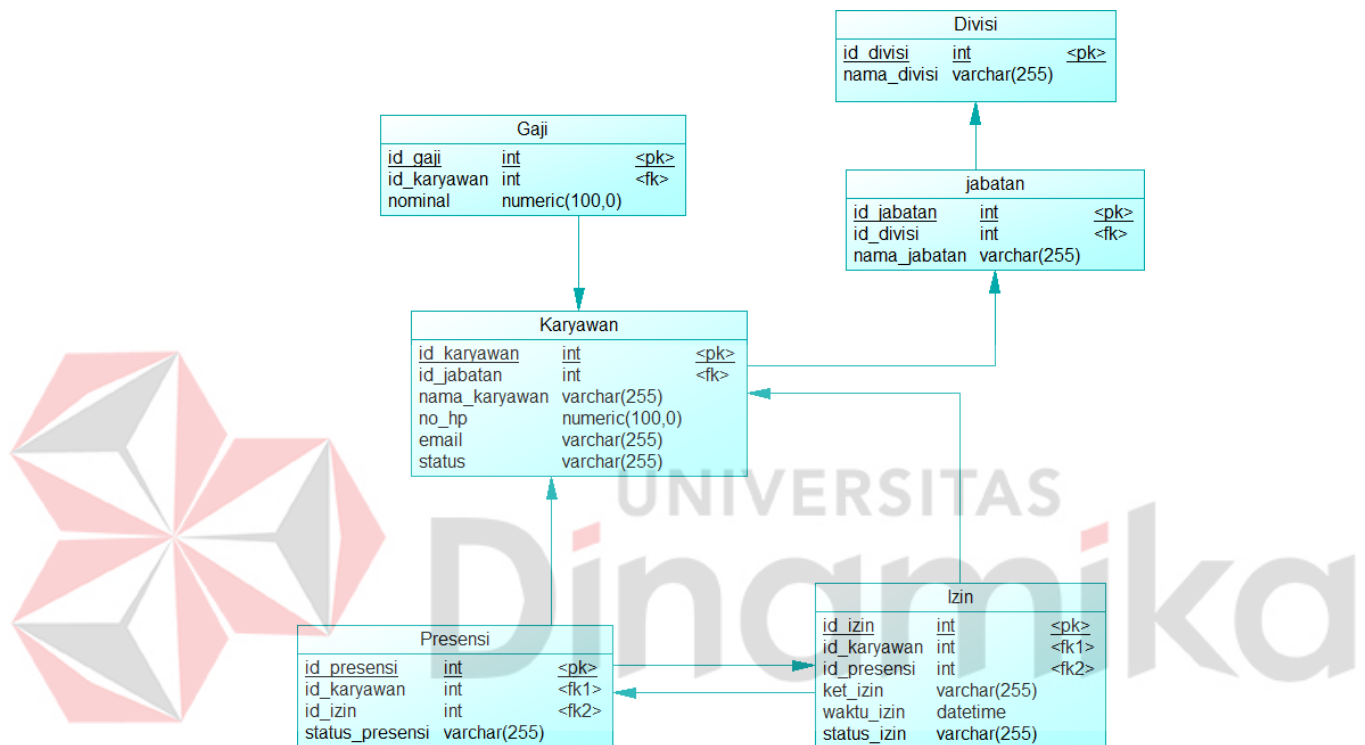 Divisi
id_divisi int <pk>
nama_divisi varchar(255)
Gaji
id_gaji int <pk>
id_karyawan int <fk>
nominal numeric(100,0)
jabatan
id_jabatan int <pk>
id_divisi int <fk>
nama_jabatan varchar(255)
Karyawan
id_karyawan int <pk>
id_jabatan int <fk>
nama_karyawan varchar(255)
no_hp numeric(100,0)
email varchar(255)
status varchar(255)
UNIVERSITAS
Dinamika
Izin
id_izin int <pk>
id_karyawan int <fk1>
id_presensi int <fk2>
ket_izin varchar(255)
waktu_izin datetime
status_izin varchar(255)
Presensi
id_presensi int <pk>
id_karyawan int <fk1>
id_izin int <fk2>
status_presensi varchar(255)